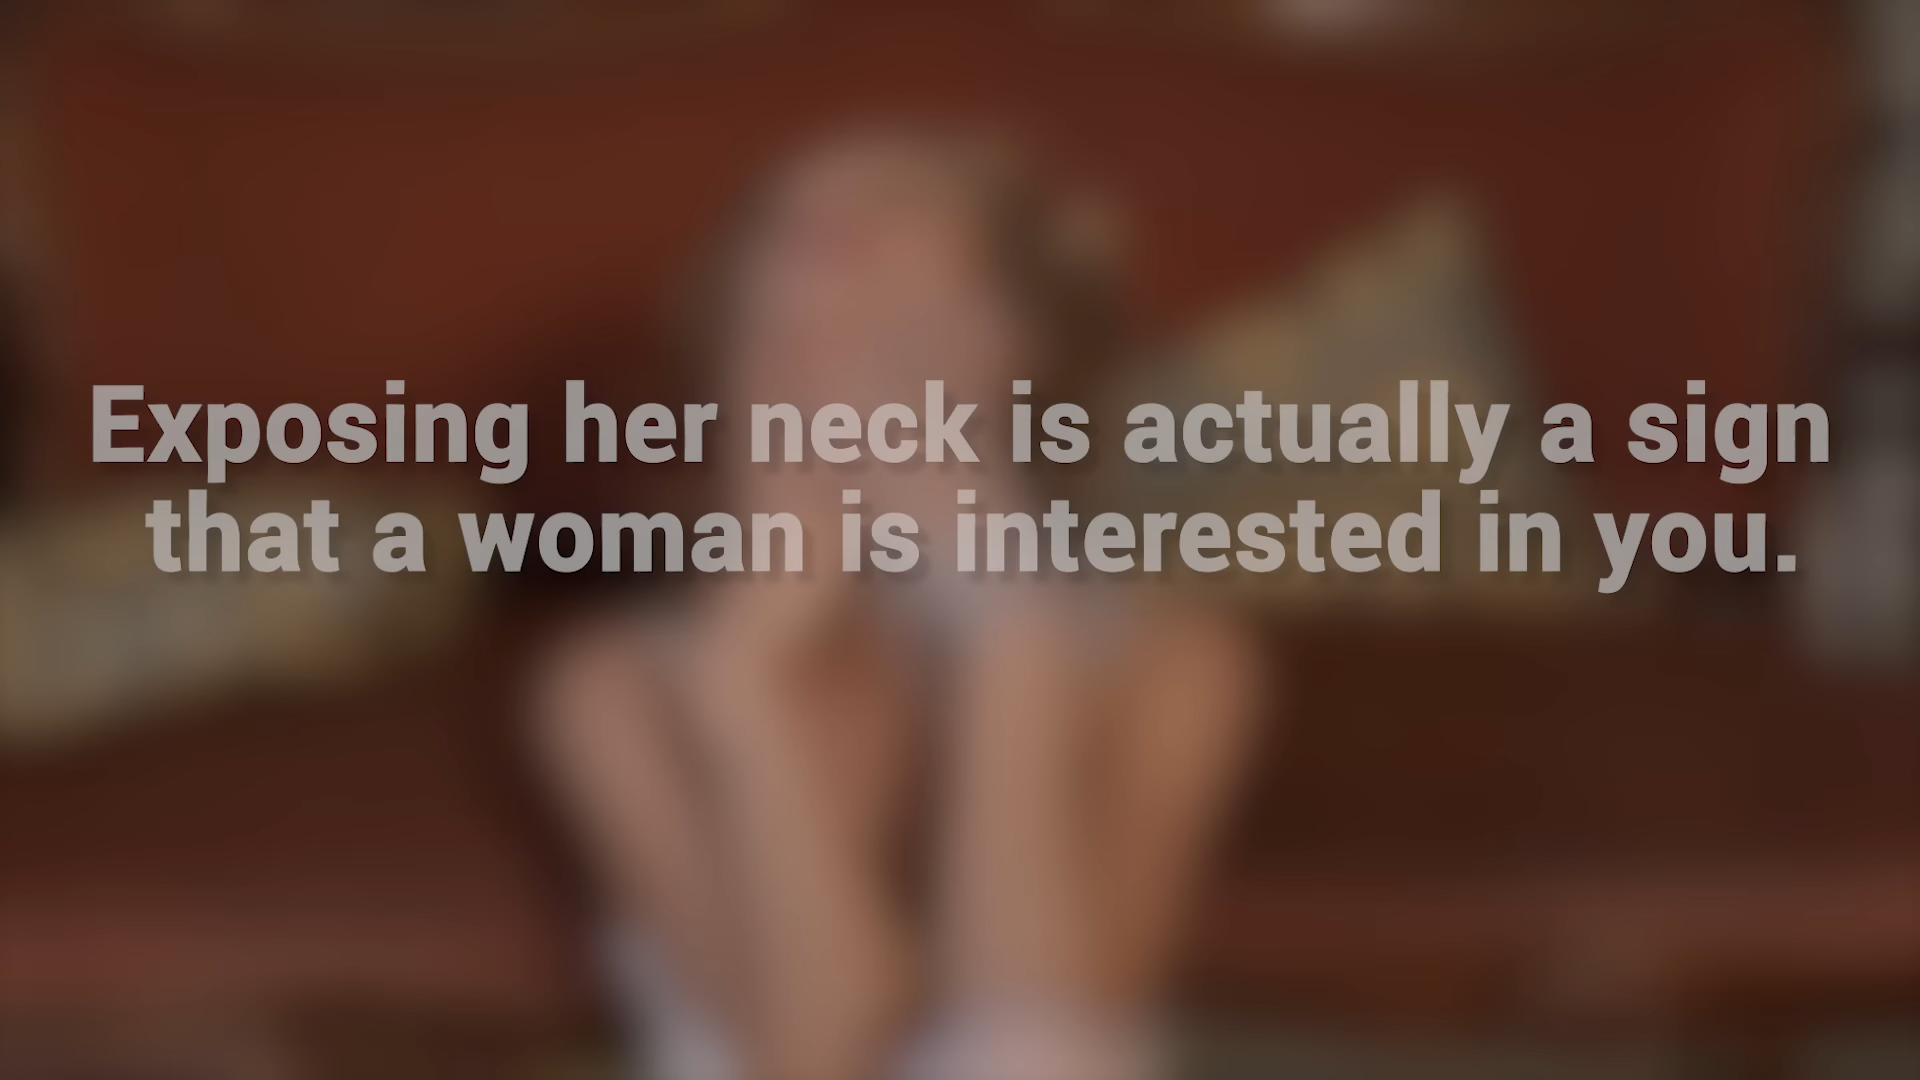 Exposing her neck is actually a sign
that a woman is interested in you.